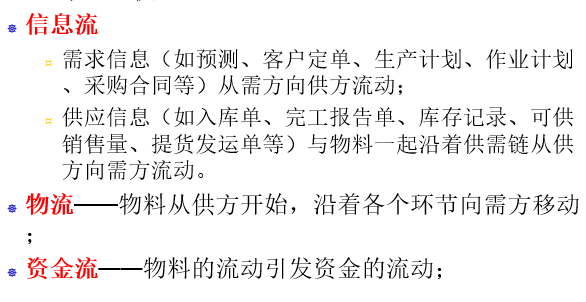 信息流
需求信息（如预测、客户定单、生产计划、作业计划
、采购合同等）从需方向供方流动；
供应信息（如入库单、完工报告单、库存记录、可供
销售量、提货发运单等）与物料一起沿着供需链从供
方向需方流动。
物流——物料从供方开始，沿着各个环节向需方移动
；
资金流——物料的流动引发资金的流动；